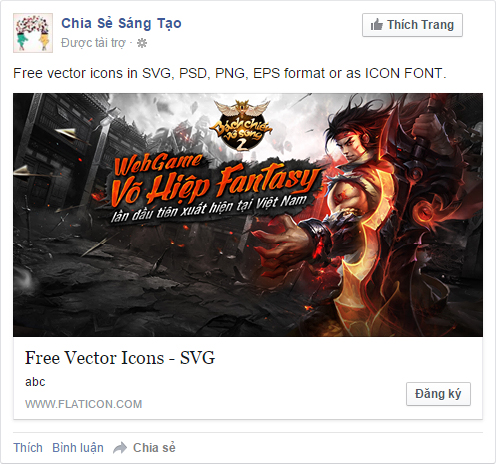 Chia Sẻ Sáng Tạo
Thích Trang
Được tài trợ ·
Free vector icons in SVG, PSD, PNG, EPS format or as ICON FONT.
Bách Chiến
Vô Song
2
WebGame
Võ Hiệp Fantasy
lần đầu tiên xuất hiện tại Việt Nam
Free Vector Icons - SVG
abc
Đăng ký
WWW.FLATICON.COM
Thích Bình luận Chia sẻ